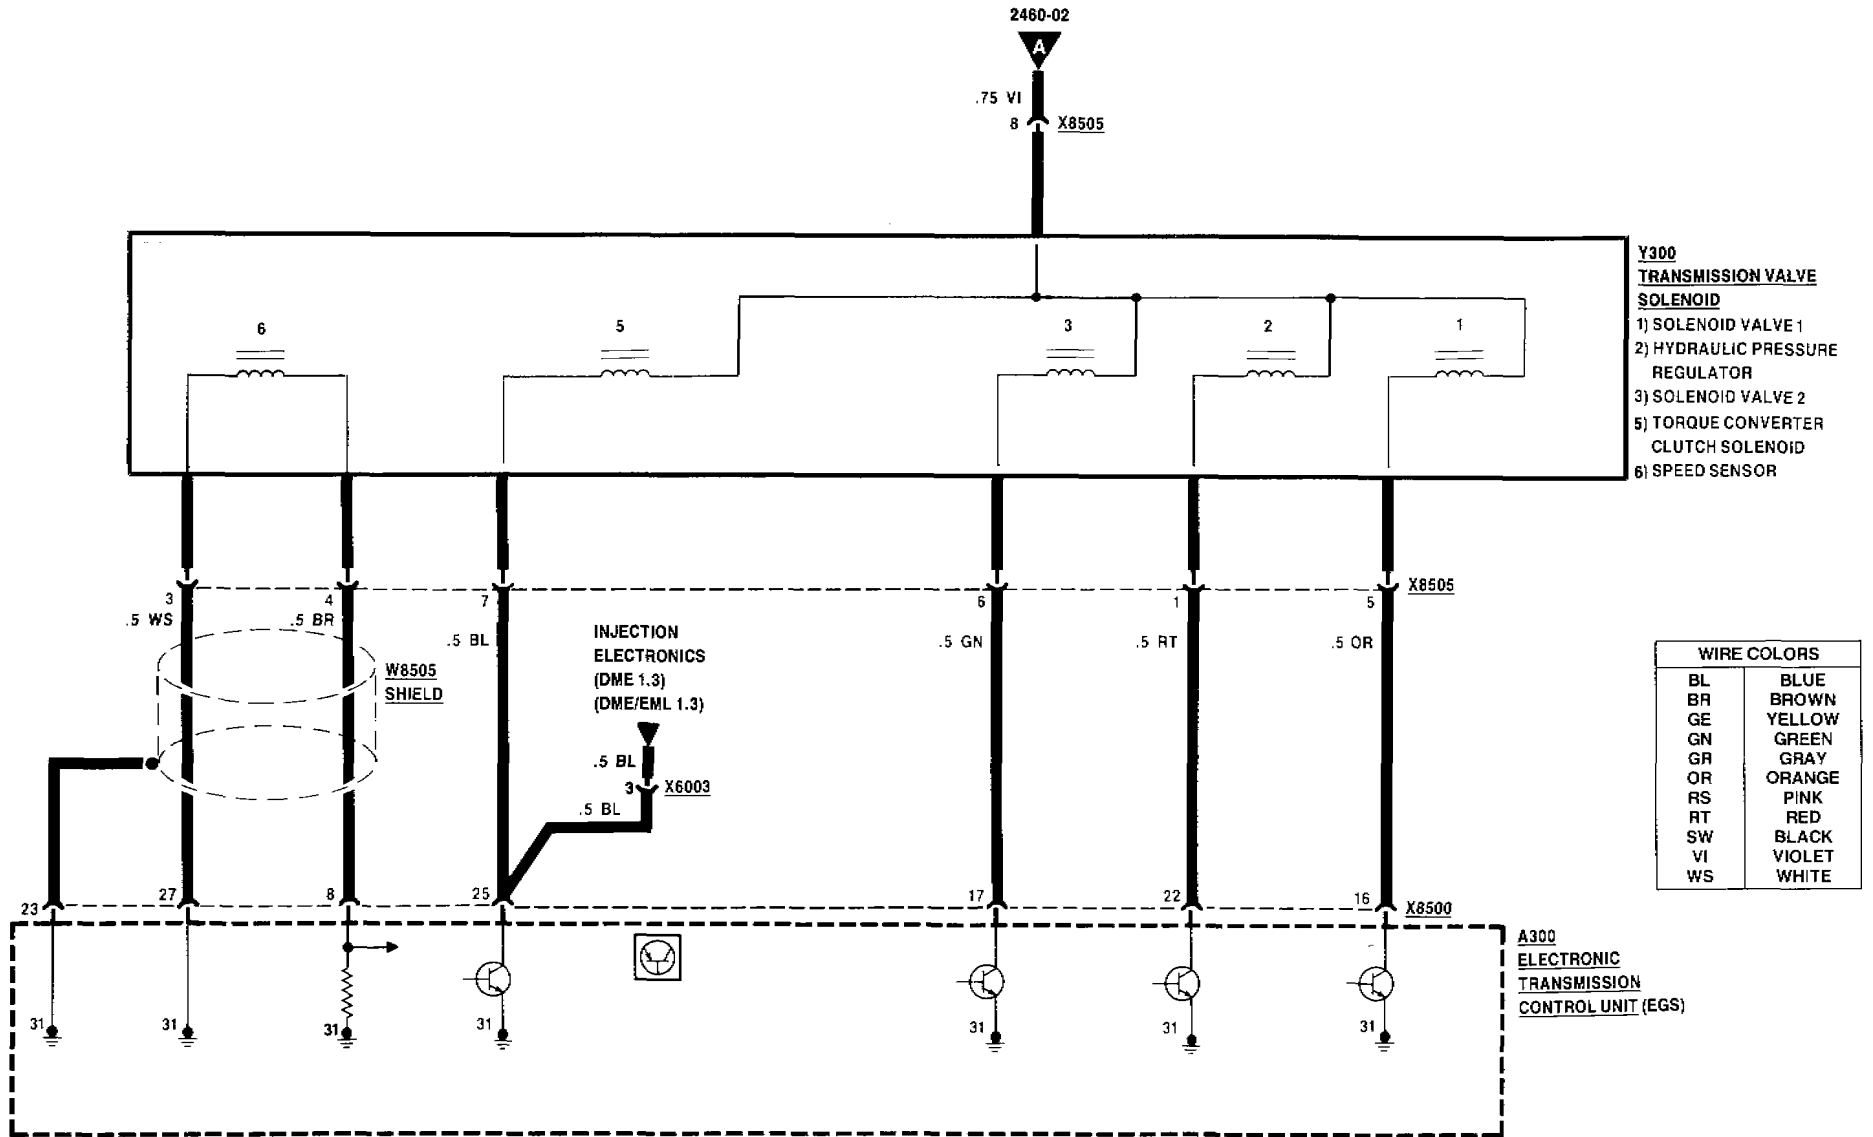 2460-02
A
.75 VI
8 X8505
Y300
TRANSMISSION VALVE
SOLENOID
1) SOLENOID VALVE 1
2) HYDRAULIC PRESSURE
REGULATOR
3) SOLENOID VALVE 2
5) TORQUE CONVERTER
CLUTCH SOLENOID
6) SPEED SENSOR
6 5 3 2 1
3 4 7 6 1 5 X8505
.5 WS .5 BR .5 BL .5 GN .5 RT .5 OR
W8505
SHIELD
INJECTION
ELECTRONICS
(DME 1.3)
(DME/EML 1.3)
.5 BL
3 X6003
.5 BL
WIRE COLORS
BL BLUE
BR BROWN
GE YELLOW
GN GREEN
GR GRAY
OR ORANGE
RS PINK
RT RED
SW BLACK
VI VIOLET
WS WHITE
23 27 8 25 17 22 16 X8500
A300
ELECTRONIC
TRANSMISSION
CONTROL UNIT (EGS)
31 31 31 31 31 31 31